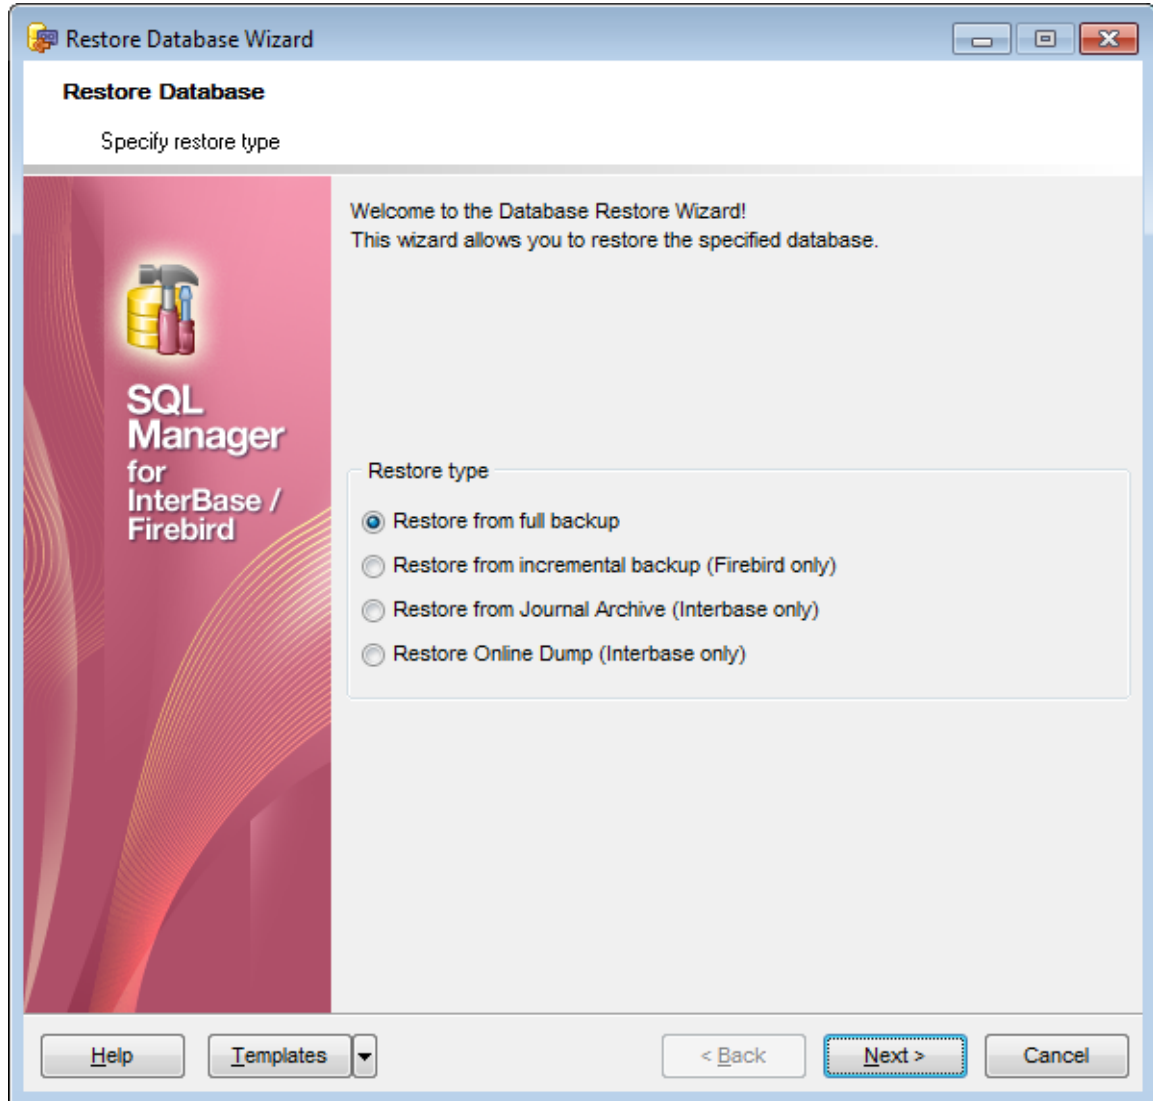 Restore Database Wizard
Restore Database
Specify restore type
Welcome to the Database Restore Wizard!
This wizard allows you to restore the specified database.
SQL
Manager
for
InterBase /
Firebird
Restore type
Restore from full backup
Restore from incremental backup (Firebird only)
Restore from Journal Archive (Interbase only)
Restore Online Dump (Interbase only)
Help
Templates
< Back
Next >
Cancel